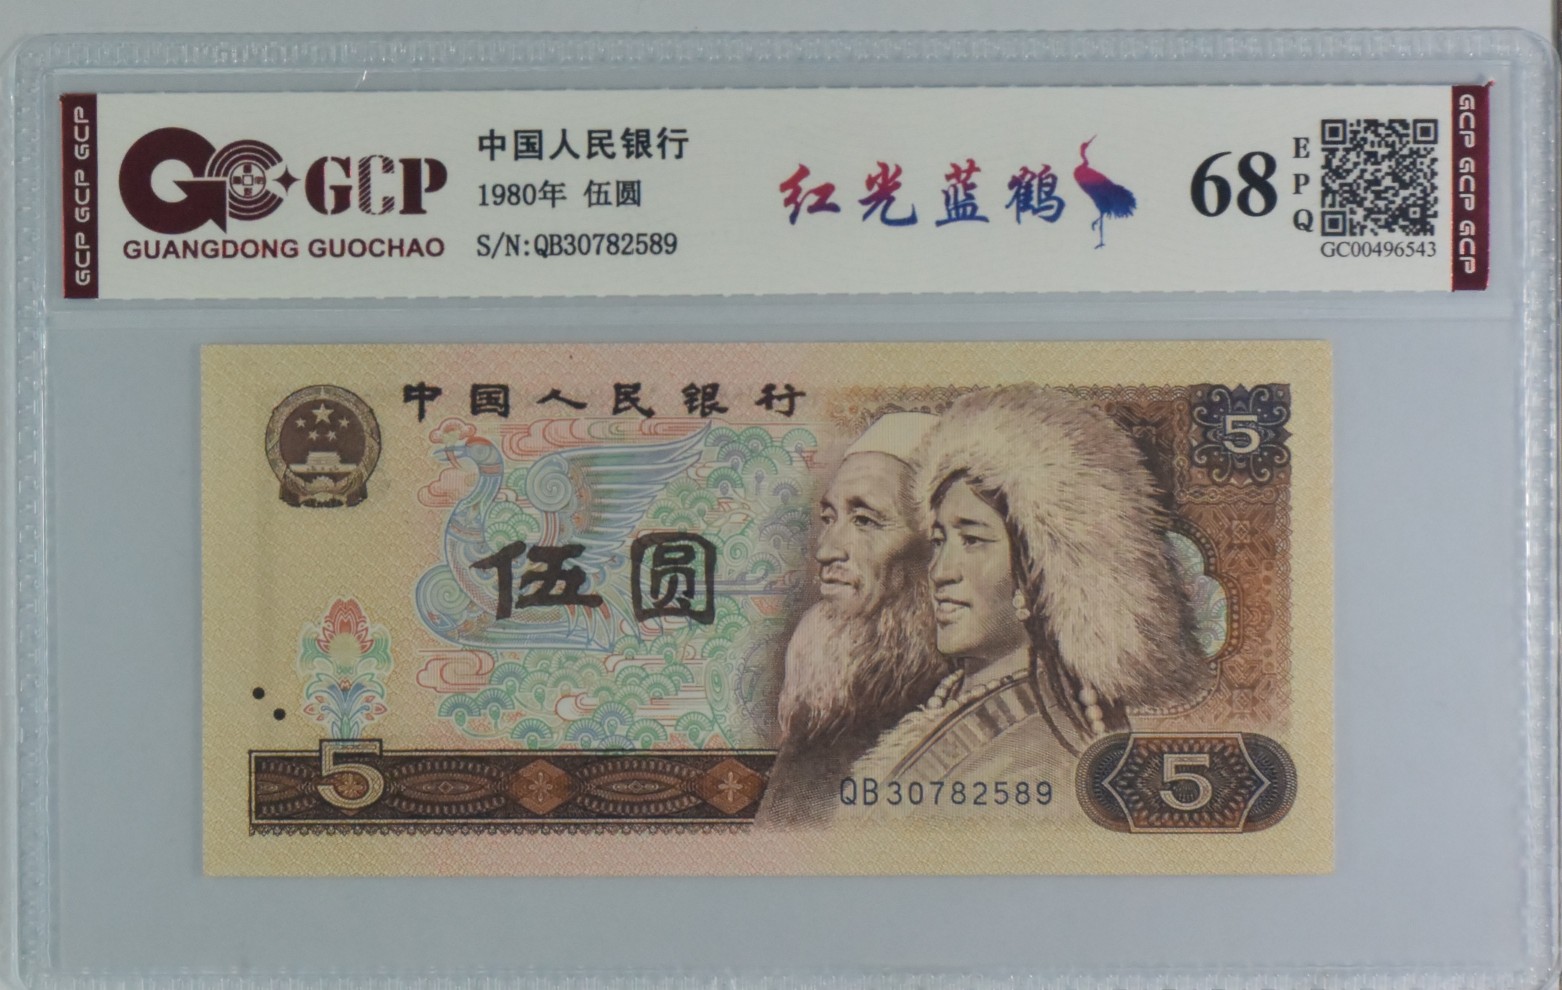 GCP GCP GCP
GCP
GUANGDONG GUOCHAO
中国人民银行
1980年 伍圆
S/N:QB30782589
红光蓝鹤
68
EPQ
GC00496543
GCP GCP GCP
中国人民银行
5
伍圆
5
QB30782589
5